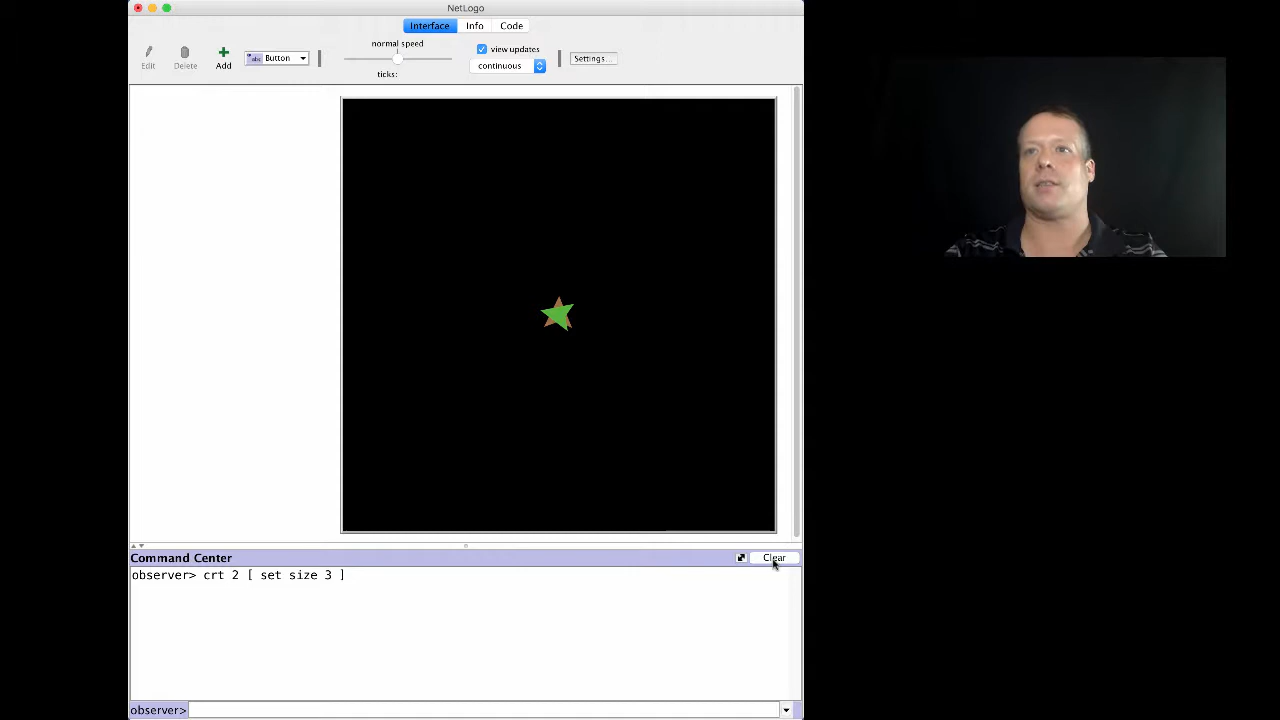 NetLogo
Interface Info Code
Edit Delete Add abc Button normal speed ticks: view updates continuous Settings...
Command Center Clear
observer> crt 2 [ set size 3 ]
observer>